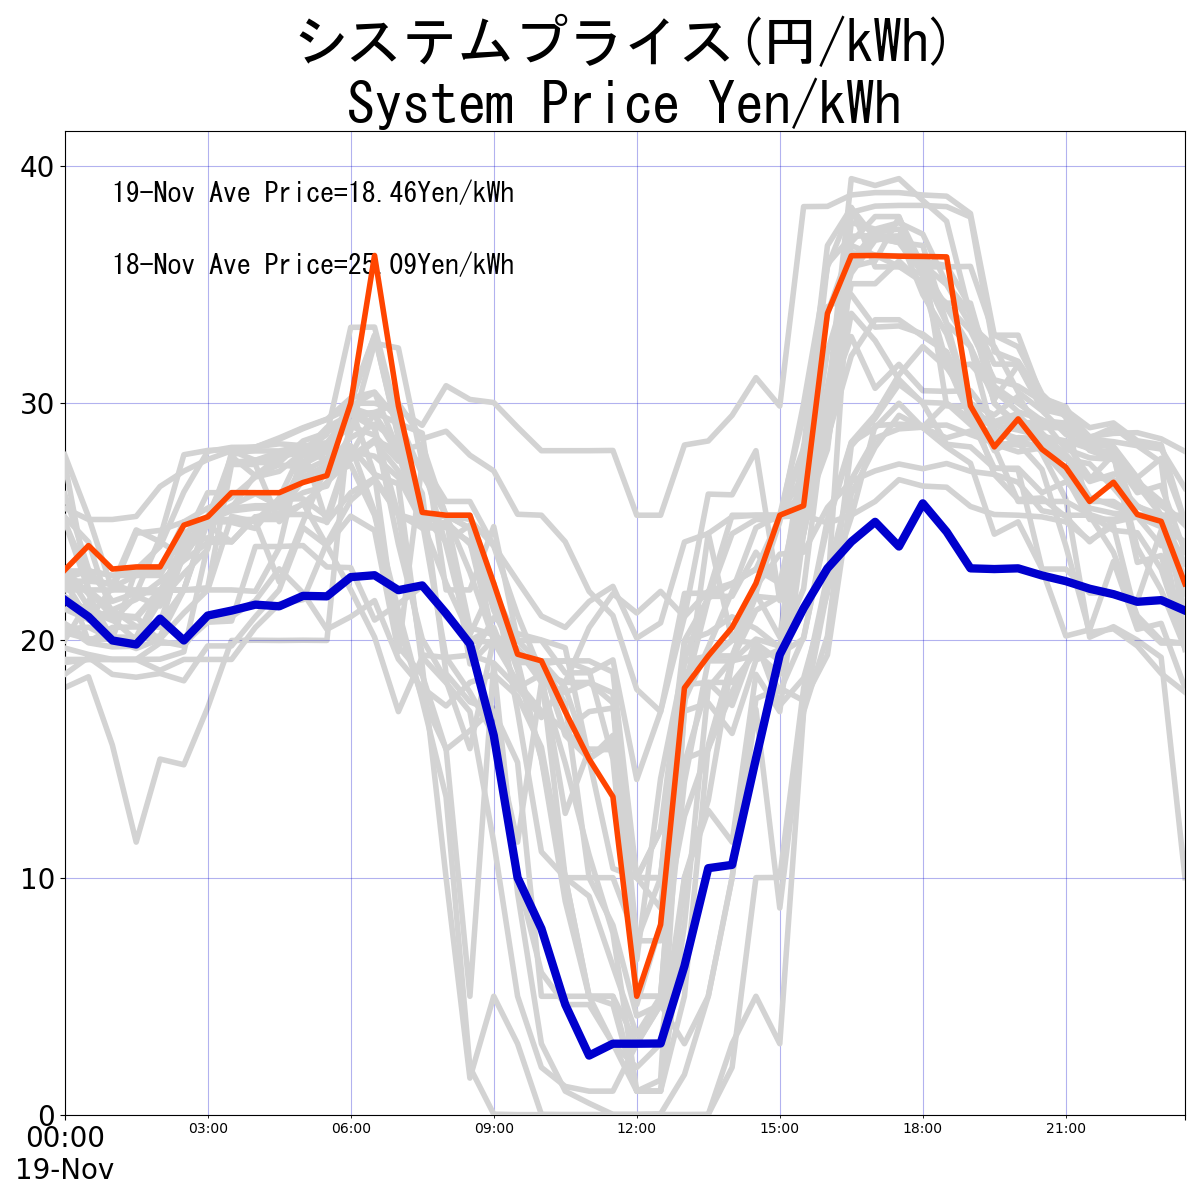 システムプライス(円/kWh)
System Price Yen/kWh
40
19-Nov Ave Price=18.46Yen/kWh
18-Nov Ave Price=25.09Yen/kWh
30
20
10
0
00:00
03:00
06:00
09:00
12:00
15:00
18:00
21:00
19-Nov